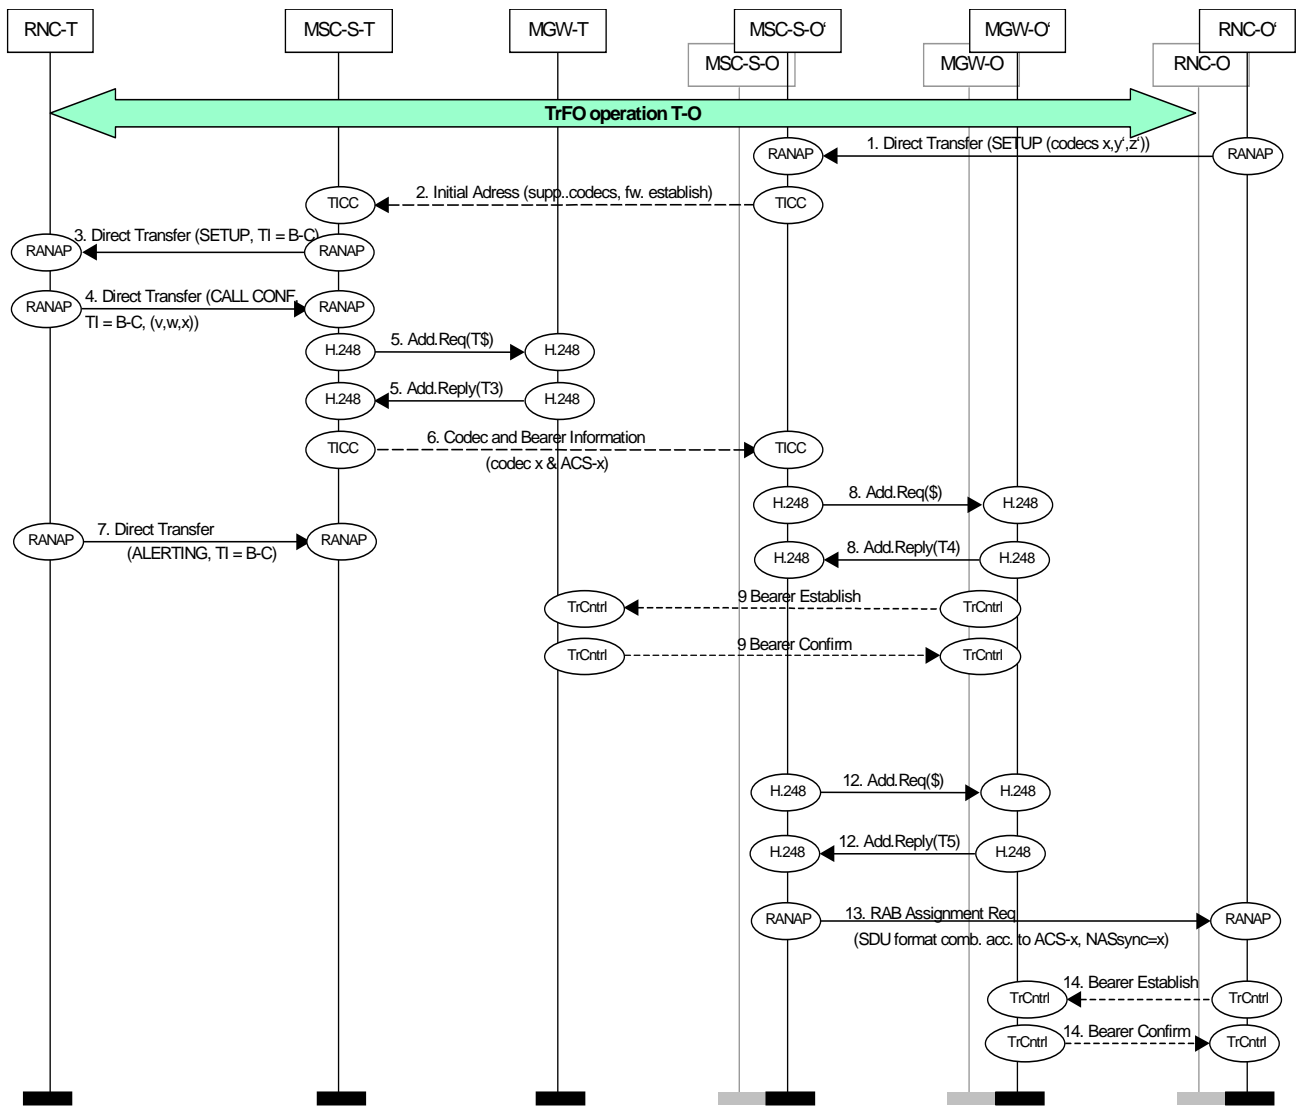 RNC-T
MSC-S-T
MGW-T
MSC-S-O‘
MGW-O‘
RNC-O‘
MSC-S-O
MGW-O
RNC-O
TrFO operation T-O
RANAP
1. Direct Transfer (SETUP (codecs x,y‘,z‘))
RANAP
TICC
2. Initial Adress (supp..codecs, fw. establish)
TICC
RANAP
3. Direct Transfer (SETUP, TI = B-C)
RANAP
RANAP
4. Direct Transfer (CALL CONF,
TI = B-C, (v,w,x))
RANAP
H.248
5. Add.Req(T$)
H.248
H.248
5. Add.Reply(T3)
H.248
TICC
6. Codec and Bearer Information
(codec x & ACS-x)
TICC
H.248
8. Add.Req($)
H.248
RANAP
7. Direct Transfer
(ALERTING, TI = B-C)
RANAP
H.248
8. Add.Reply(T4)
H.248
TrCntrl
9 Bearer Establish
TrCntrl
TrCntrl
9 Bearer Confirm
TrCntrl
H.248
12. Add.Req($)
H.248
H.248
12. Add.Reply(T5)
H.248
RANAP
13. RAB Assignment Req
(SDU format comb. acc. to ACS-x, NASsync=x)
RANAP
TrCntrl
14. Bearer Establish
TrCntrl
TrCntrl
14. Bearer Confirm
TrCntrl